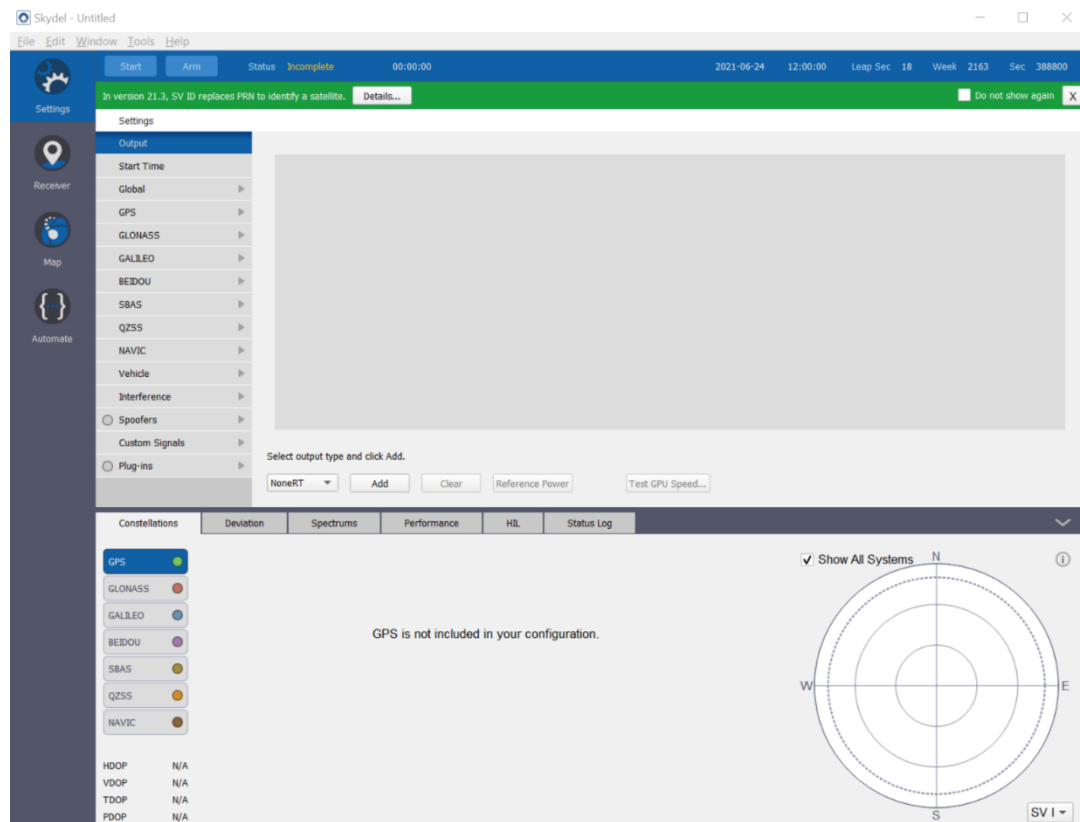 Skydel - Untitled
File Edit Window Tools Help
Start Arm Status Incomplete 00:00:00 2021-06-24 12:00:00 Leap Sec 18 Week 2163 Sec 388800
In version 21.3, SV ID replaces PRN to identify a satellite. Details... Do not show again X
Settings
Receiver
Map
Automate
Settings
Output
Start Time
Global
GPS
GLONASS
GALILEO
BEIDOU
SBAS
QZSS
NAVIC
Vehicle
Interference
Spoofers
Custom Signals
Plug-ins
Select output type and click Add.
NoneRT Add Clear Reference Power Test GPU Speed...
Constellations Deviation Spectrums Performance HIL Status Log
GPS
GLONASS
GALILEO
BEIDOU
SBAS
QZSS
NAVIC
HDOP N/A
VDOP N/A
TDOP N/A
PDOP N/A
GPS is not included in your configuration.
Show All Systems
N
W
E
S
SV I